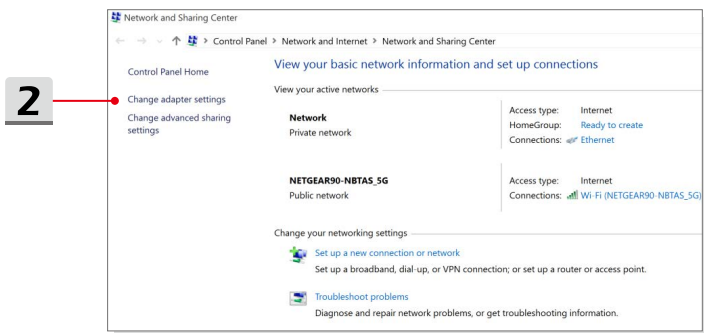 Network and Sharing Center
Control Panel > Network and Internet > Network and Sharing Center
2
Control Panel Home
Change adapter settings
Change advanced sharing
settings
View your basic network information and set up connections
View your active networks
Network
Private network
Access type: Internet
HomeGroup: Ready to create
Connections: Ethernet
NETGEAR90-NBTAS_5G
Public network
Access type: Internet
Connections: Wi-Fi (NETGEAR90-NBTAS_5G)
Change your networking settings
Set up a new connection or network
Set up a broadband, dial-up, or VPN connection; or set up a router or access point.
Troubleshoot problems
Diagnose and repair network problems, or get troubleshooting information.